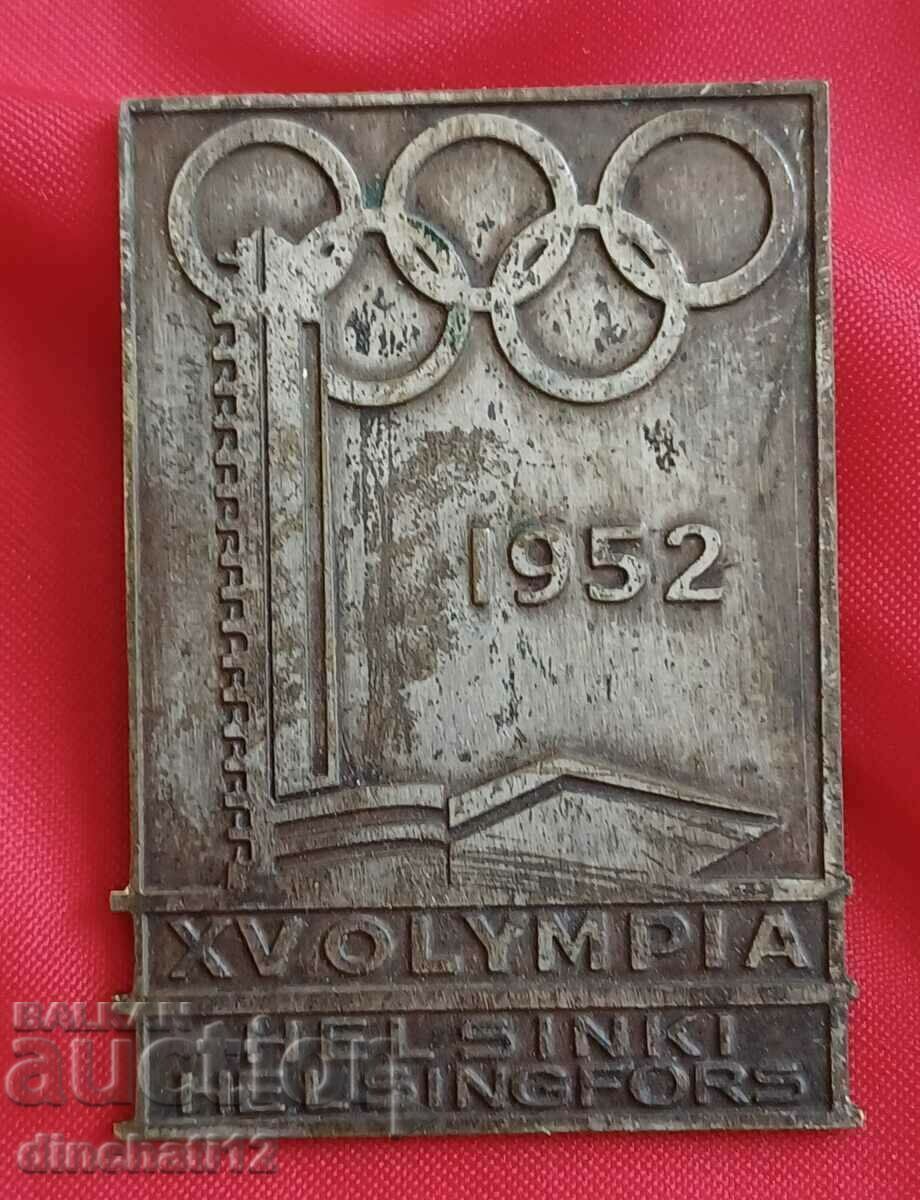 1952
XV OLYMPIA
HELSINKI
HELSINGFORS
BALKAN
auction
dinchati12